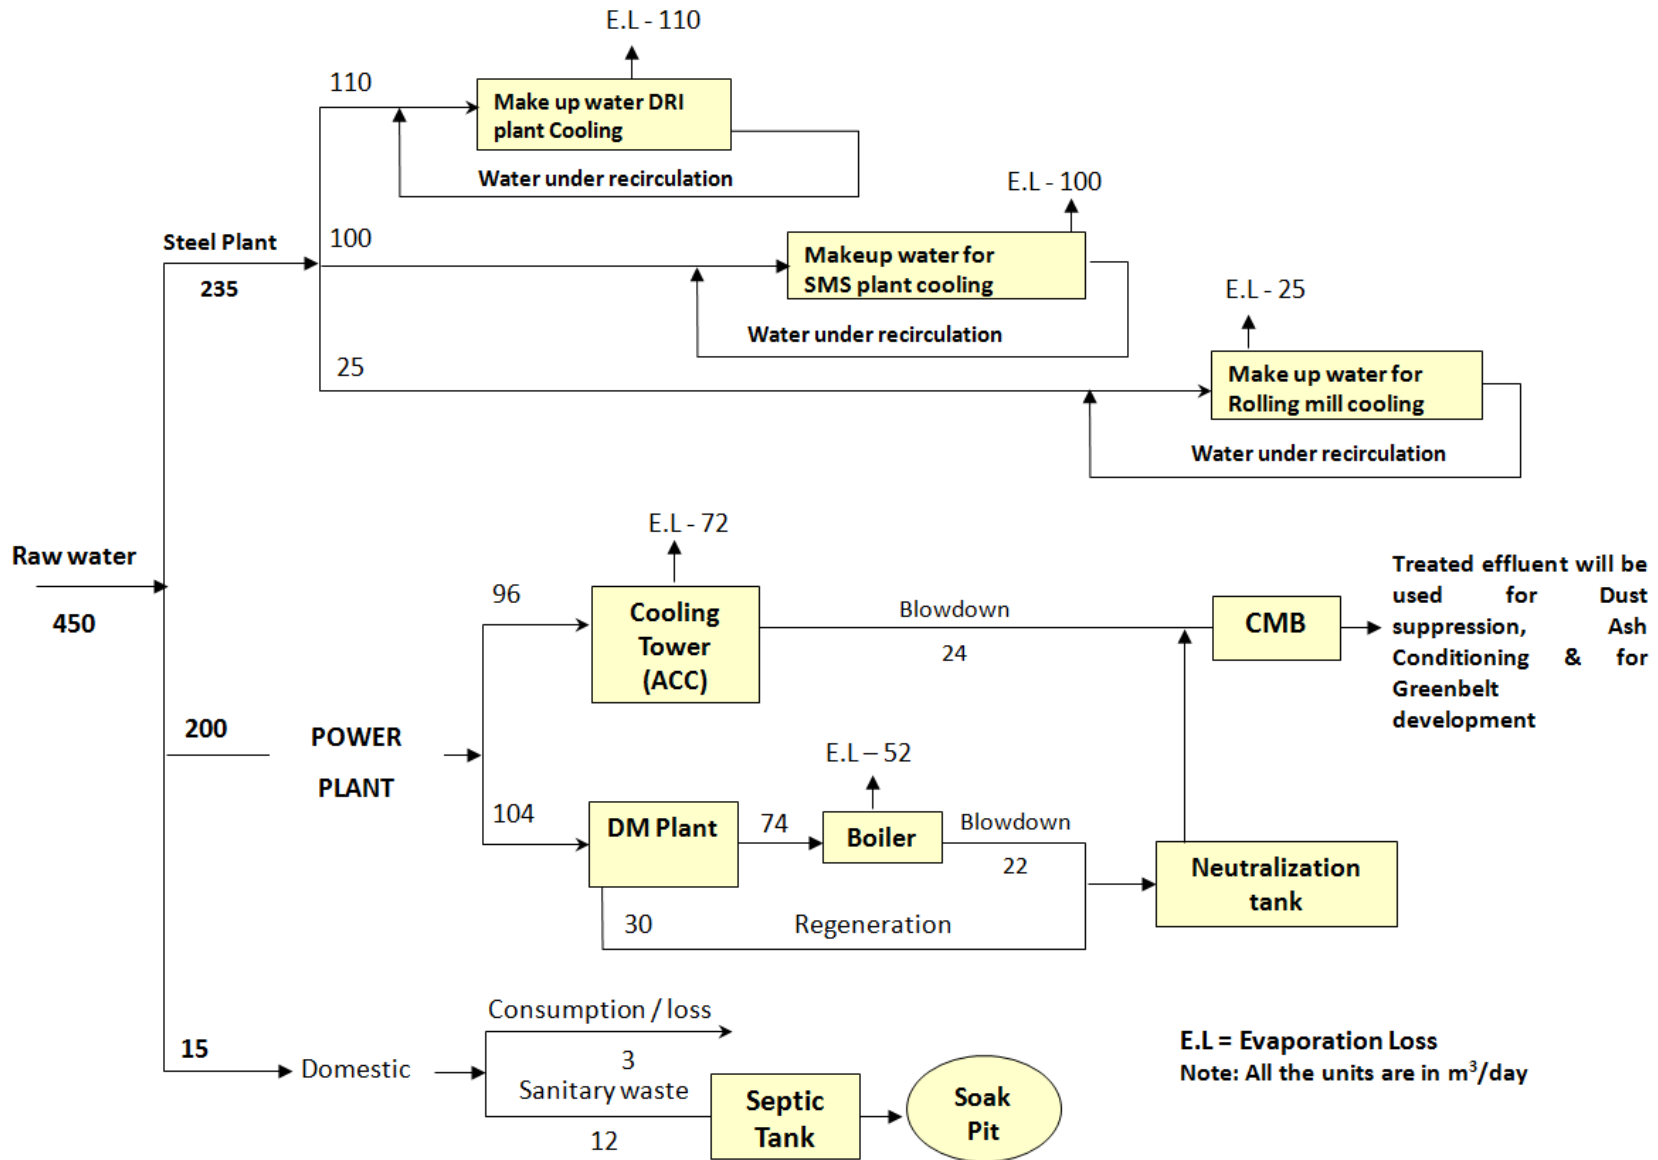 E.L - 110
110
Make up water DRI
plant Cooling
Water under recirculation
E.L - 100
Steel Plant
235
100
Makeup water for
SMS plant cooling
Water under recirculation
E.L - 25
25
Make up water for
Rolling mill cooling
Water under recirculation
Raw water
450
E.L - 72
96
Cooling
Tower
(ACC)
Blowdown
24
CMB
Treated effluent will be
used for Dust
suppression, Ash
Conditioning & for
Greenbelt
development
200
POWER
PLANT
E.L – 52
104
DM Plant
74
Boiler
Blowdown
22
Neutralization
tank
30
Regeneration
15
Domestic
Consumption / loss
3
Sanitary waste
12
Septic
Tank
Soak
Pit
E.L = Evaporation Loss
Note: All the units are in m³/day